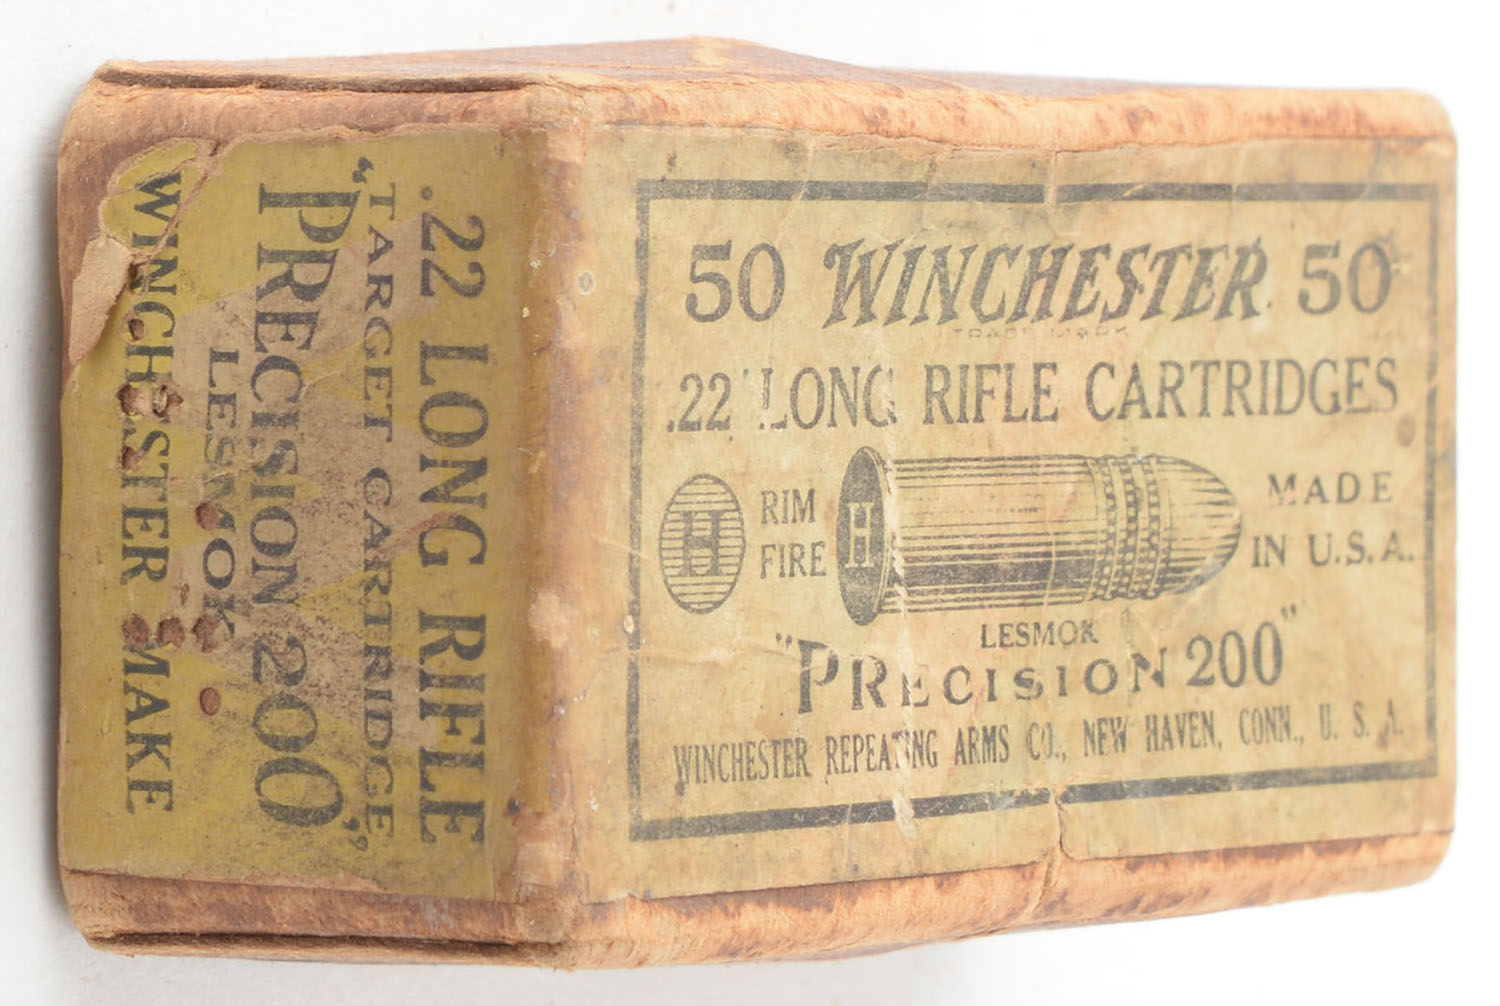 50 WINCHESTER 50
TRADE MARK
.22 LONG RIFLE CARTRIDGES
H RIM FIRE H MADE IN U.S.A.
LESMOK
"PRECISION 200"
WINCHESTER REPEATING ARMS CO., NEW HAVEN, CONN., U. S. A.
.22 LONG RIFLE
TARGET CARTRIDGE
"PRECISION 200"
LESMOK
WINCHESTER MAKE